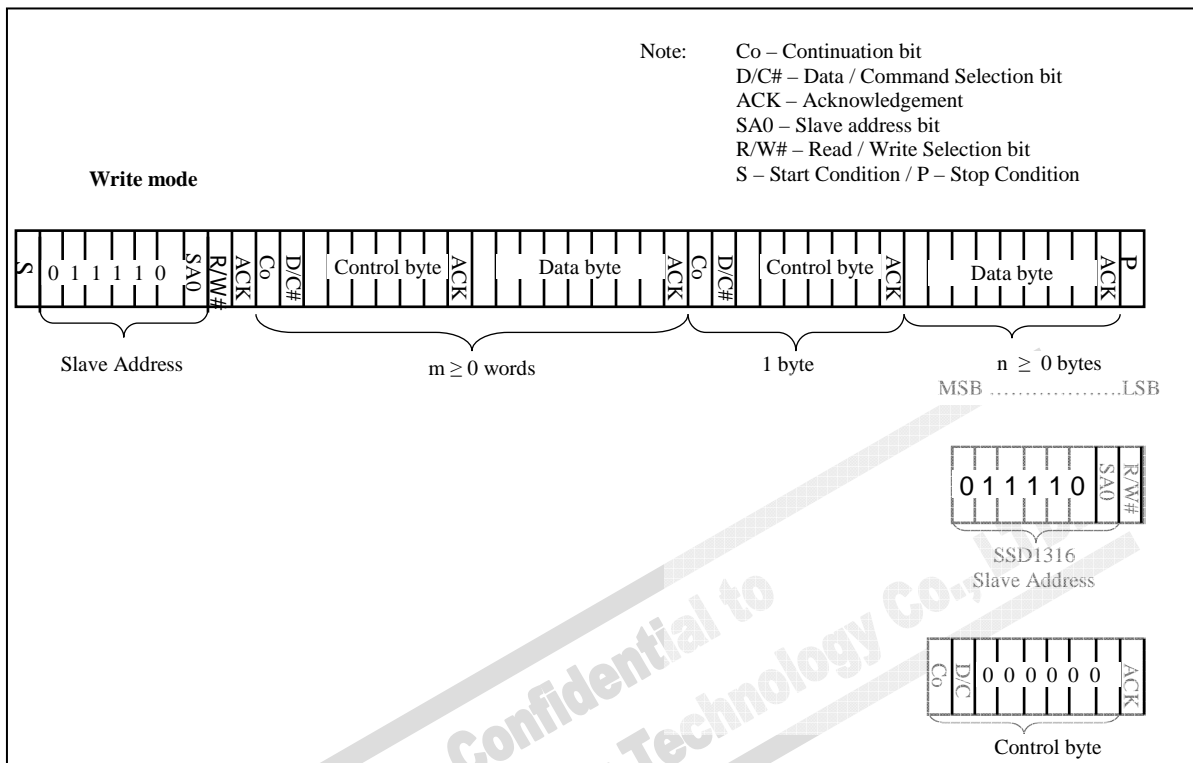 Note: Co – Continuation bit
D/C# – Data / Command Selection bit
ACK – Acknowledgement
SA0 – Slave address bit
R/W# – Read / Write Selection bit
S – Start Condition / P – Stop Condition
Write mode
S 0 1 1 1 1 0 SA0 R/W# ACK Co D/C# Control byte ACK Data byte ACK Co D/C# Control byte ACK Data byte ACK P
Slave Address m ≥ 0 words 1 byte n ≥ 0 bytes
MSB ......................LSB
0 1 1 1 1 0 SA0 R/W#
SSD1316
Slave Address
Confidential to
Technology Co.,
Co D/C 0 0 0 0 0 0 ACK
Control byte